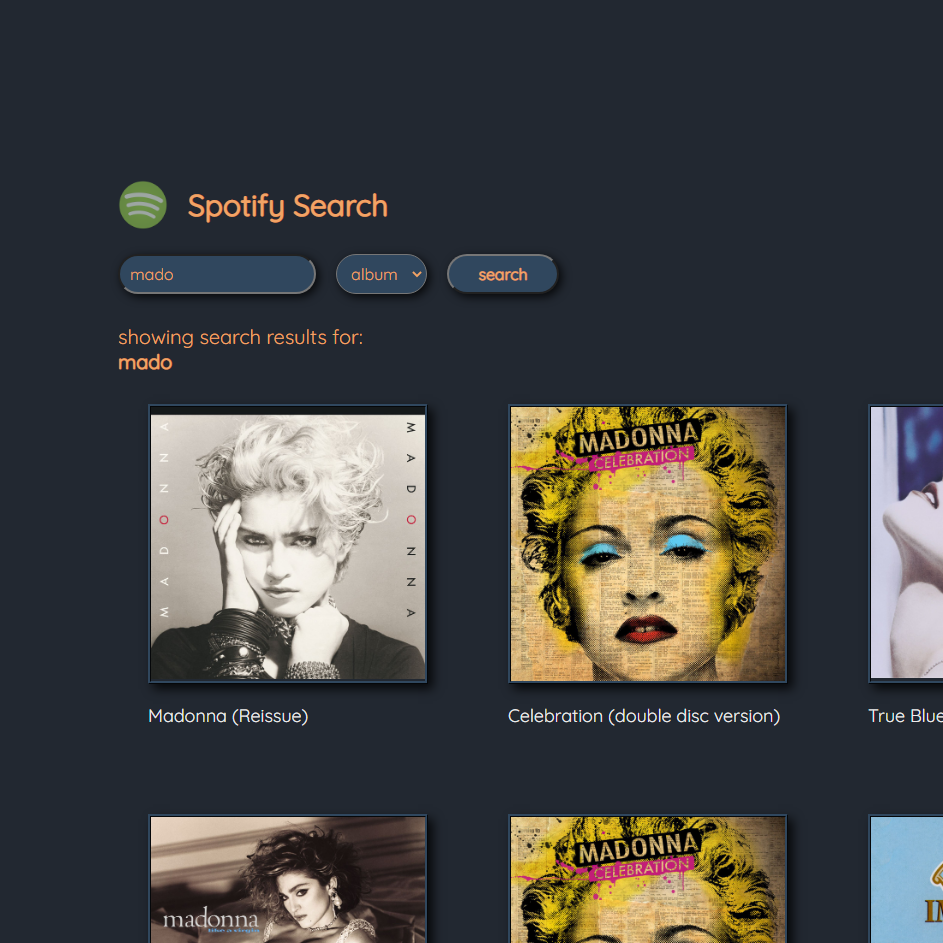 Spotify Search
mado
album
search
showing search results for:
mado
MADONNA
MADONNA
MADONNA
CELEBRATION
Madonna (Reissue)
Celebration (double disc version)
True Blue
madonna
MADONNA
CELEBRATION